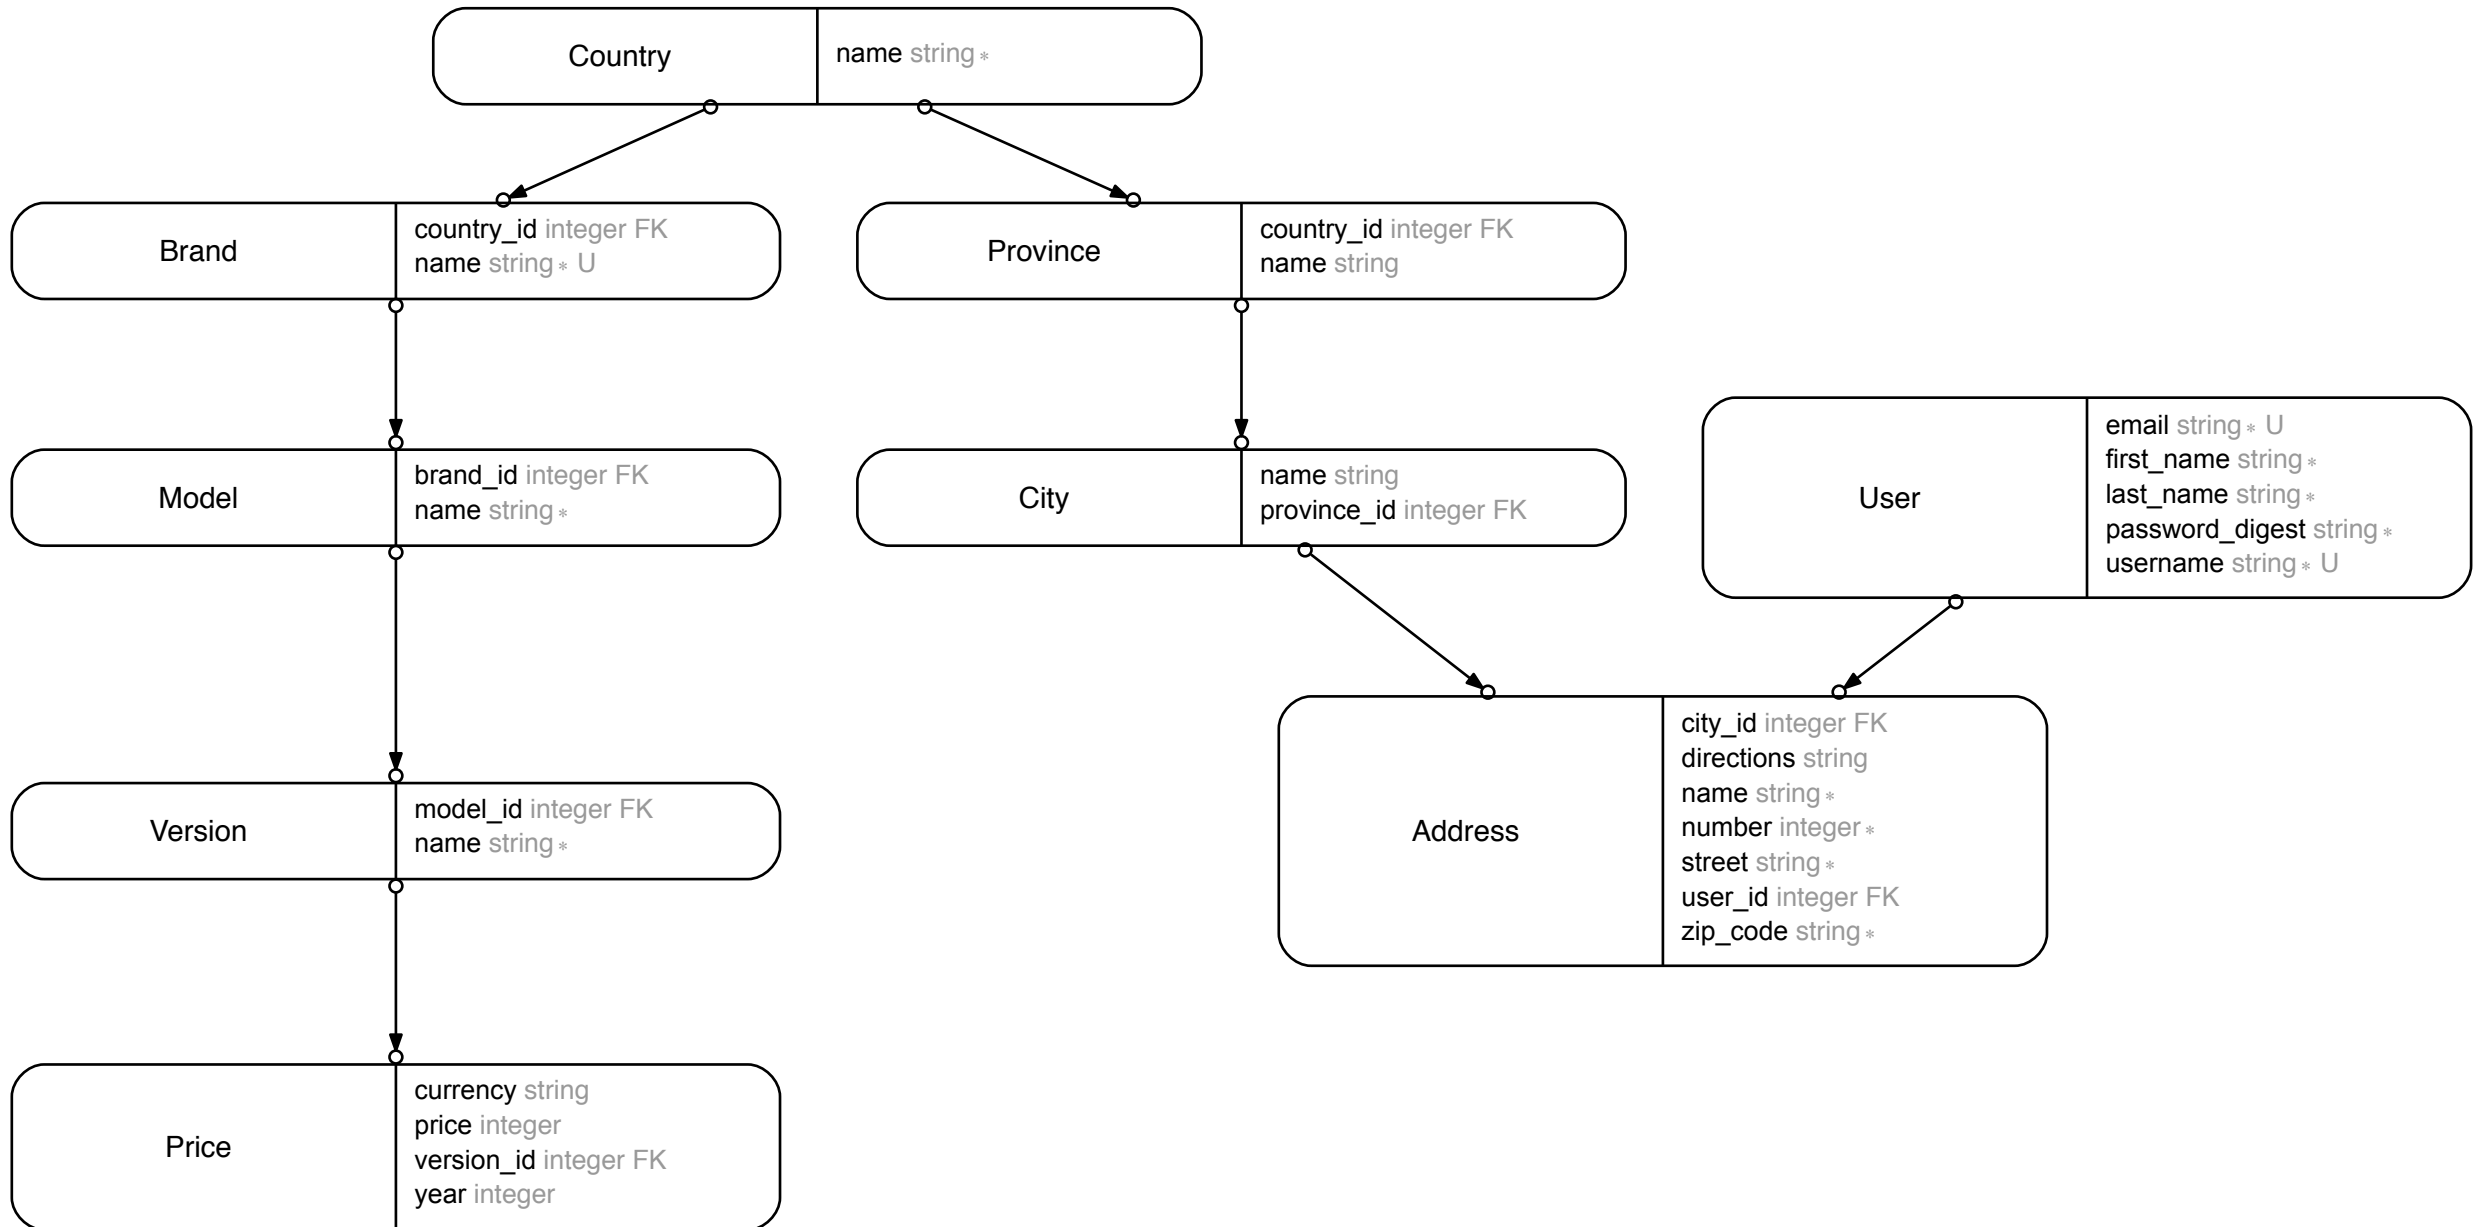 Country
name string *
Brand
country_id integer FK
name string * U
Province
country_id integer FK
name string
Model
brand_id integer FK
name string *
City
name string
province_id integer FK
User
email string * U
first_name string *
last_name string *
password_digest string *
username string * U
Version
model_id integer FK
name string *
Address
city_id integer FK
directions string
name string *
number integer *
street string *
user_id integer FK
zip_code string *
Price
currency string
price integer
version_id integer FK
year integer